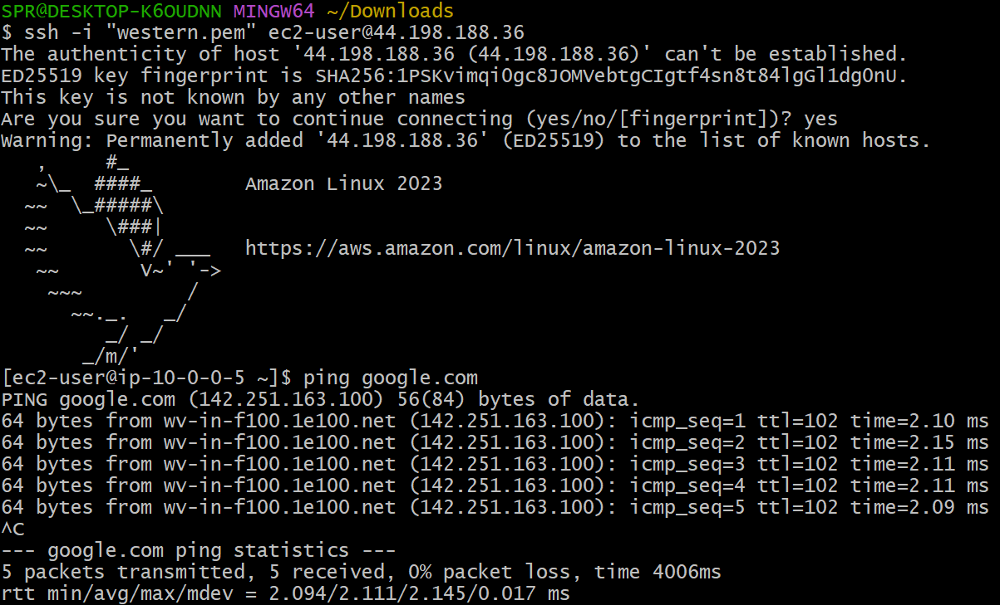 SPR@DESKTOP-K6OUDNN MINGW64 ~/Downloads
$ ssh -i "western.pem" ec2-user@44.198.188.36
The authenticity of host '44.198.188.36 (44.198.188.36)' can't be established.
ED25519 key fingerprint is SHA256:1PSKvimqiOgc8JOMVebtgCIgtf4sn8t84lgGl1dgOnU.
This key is not known by any other names
Are you sure you want to continue connecting (yes/no/[fingerprint])? yes
Warning: Permanently added '44.198.188.36' (ED25519) to the list of known hosts.
   ,     #_
   ~\_  ####_        Amazon Linux 2023
  ~~  \_#####\
  ~~     \###|
  ~~       \#/ ___   https://aws.amazon.com/linux/amazon-linux-2023
   ~~       V~' '->
    ~~~         /
      ~~._.   _/
         _/ _/
       _/m/'
[ec2-user@ip-10-0-0-5 ~]$ ping google.com
PING google.com (142.251.163.100) 56(84) bytes of data.
64 bytes from wv-in-f100.1e100.net (142.251.163.100): icmp_seq=1 ttl=102 time=2.10 ms
64 bytes from wv-in-f100.1e100.net (142.251.163.100): icmp_seq=2 ttl=102 time=2.15 ms
64 bytes from wv-in-f100.1e100.net (142.251.163.100): icmp_seq=3 ttl=102 time=2.11 ms
64 bytes from wv-in-f100.1e100.net (142.251.163.100): icmp_seq=4 ttl=102 time=2.11 ms
64 bytes from wv-in-f100.1e100.net (142.251.163.100): icmp_seq=5 ttl=102 time=2.09 ms
^C
--- google.com ping statistics ---
5 packets transmitted, 5 received, 0% packet loss, time 4006ms
rtt min/avg/max/mdev = 2.094/2.111/2.145/0.017 ms